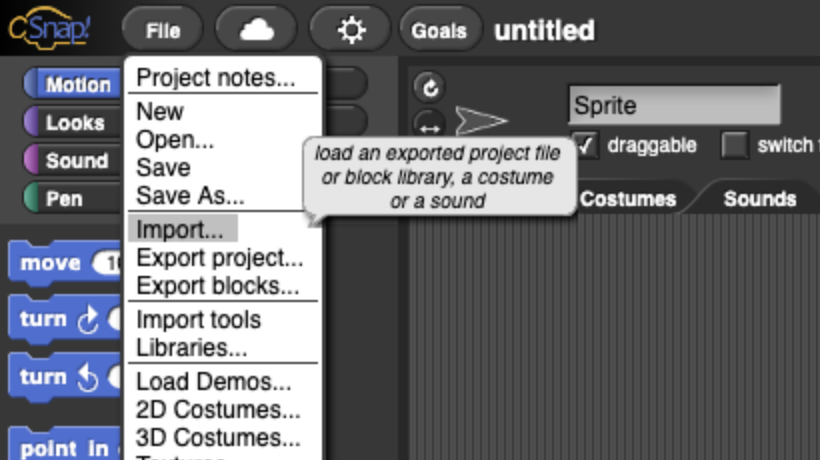 CSnap!
File
Goals
untitled
Motion
Looks
Sound
Pen
Project notes...
New
Open...
Save
Save As...
Import...
Export project...
Export blocks...
Import tools
Libraries...
Load Demos...
2D Costumes...
3D Costumes...
load an exported project file
or block library, a costume
or a sound
move
turn
turn
point in
Sprite
draggable
switch
Costumes
Sounds